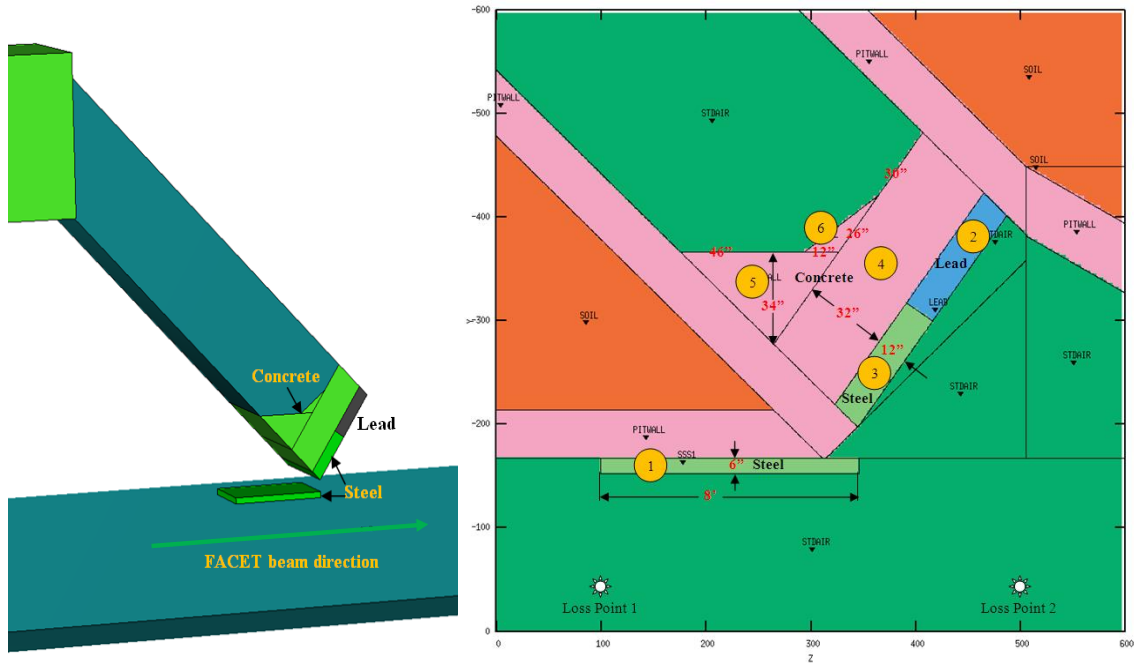 Concrete
Lead
Steel
FACET beam direction
-600
-500
-400
-300
-200
-100
0
Y
0
100
200
300
400
500
600
Z
PITWALL
SOIL
PITWALL
STDAIR
SOIL
30”
6
26”
2
STDAIR
PITWALL
46”
12”
4
Concrete
Lead
5
ALL
34”
LEAD
SOIL
32”
12”
STDAIR
3
STDAIR
Steel
PITWALL
SSS1
1
6”
Steel
8'
STDAIR
Loss Point 1
Loss Point 2